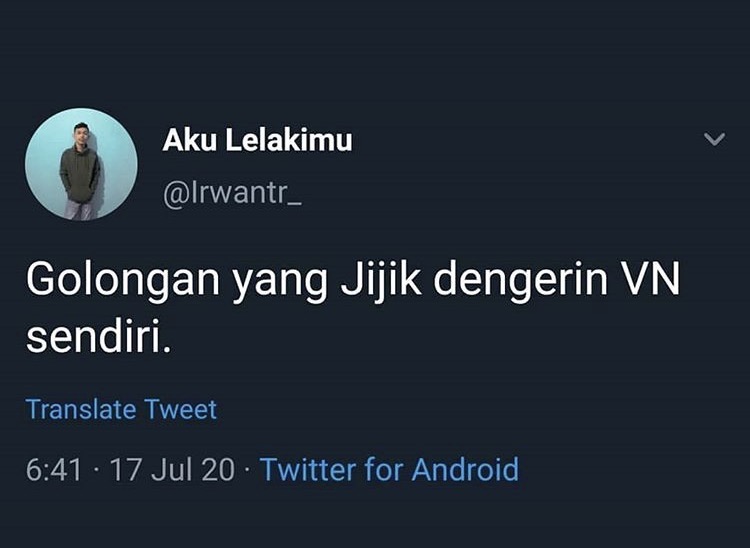 Aku Lelakimu
@Irwantr_
Golongan yang Jijik dengerin VN
sendiri.
Translate Tweet
6:41 · 17 Jul 20 · Twitter for Android